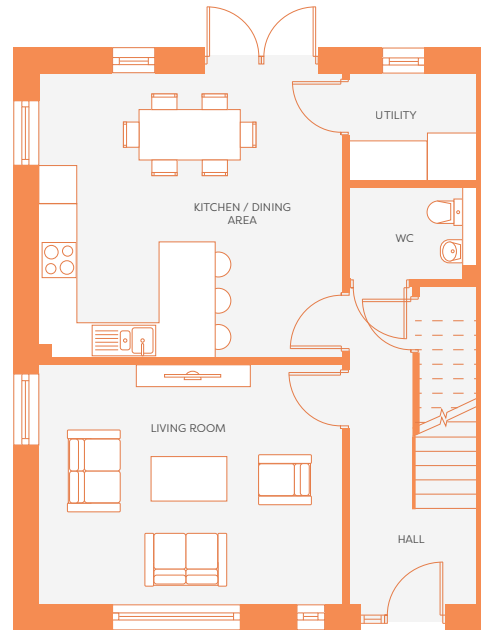 UTILITY
KITCHEN / DINING
AREA
WC
LIVING ROOM
HALL